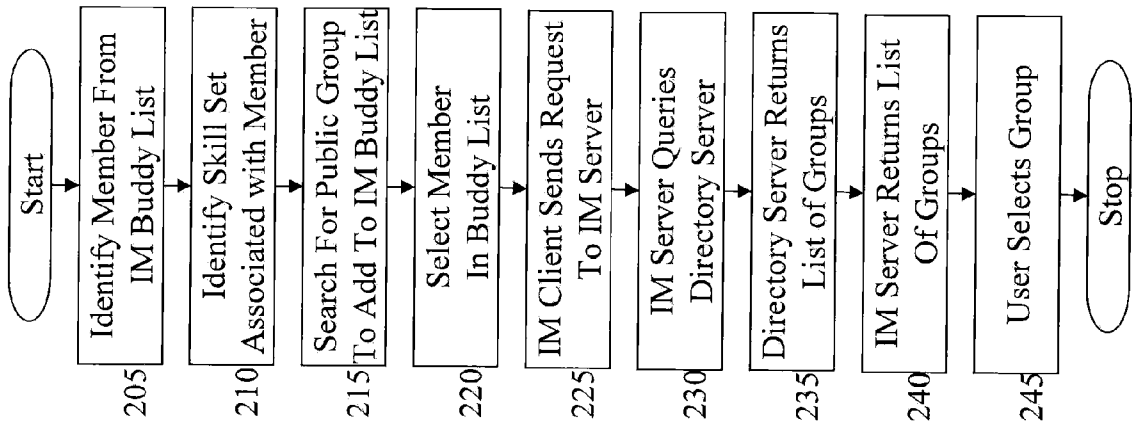 Start
Identify Member From
IM Buddy List
205
Identify Skill Set
Associated with Member
210
Search For Public Group
To Add To IM Buddy List
215
Select Member
In Buddy List
220
IM Client Sends Request
To IM Server
225
IM Server Queries
Directory Server
230
Directory Server Returns
List of Groups
235
IM Server Returns List
Of Groups
240
User Selects Group
245
Stop